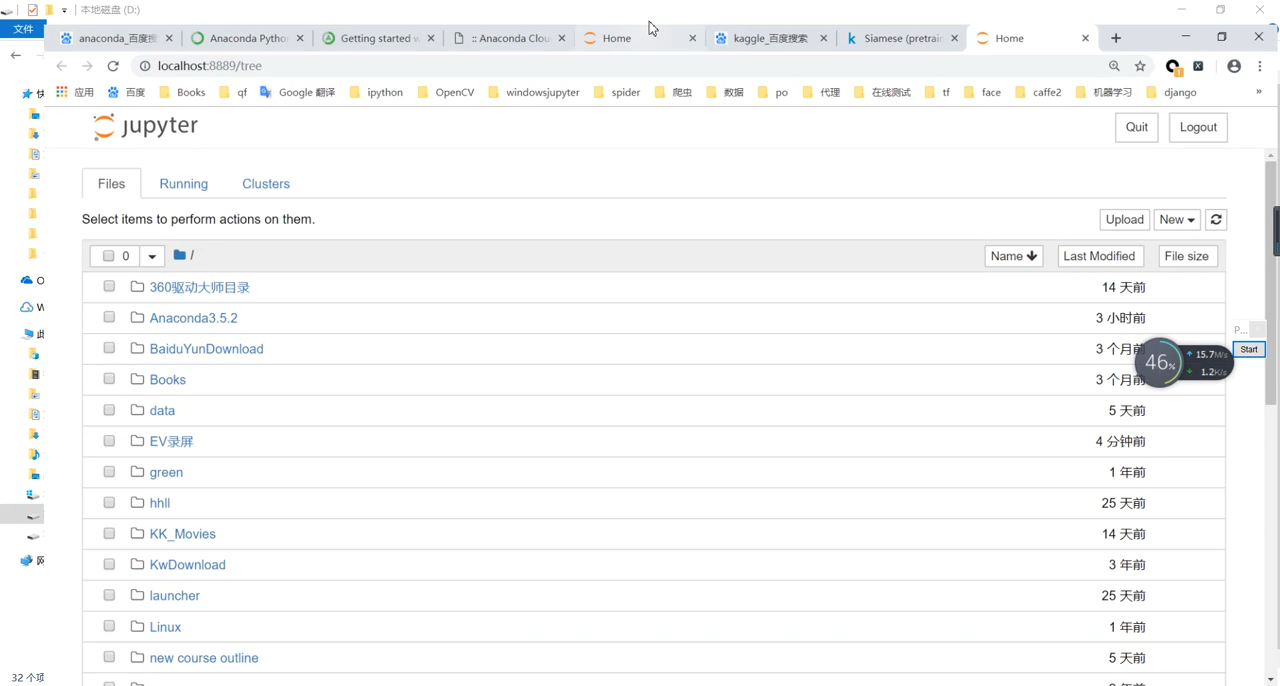 本地磁盘 (D:)
文件
anaconda_百度搜
Anaconda Python
Getting started w
:: Anaconda Clou
Home
kaggle_百度搜索
Siamese (pretrai
Home
localhost:8889/tree
应用
百度
Books
qf
Google 翻译
ipython
OpenCV
windowsjupyter
spider
爬虫
数据
po
代理
在线测试
tf
face
caffe2
机器学习
django
»
jupyter
Quit
Logout
Files
Running
Clusters
Select items to perform actions on them.
Upload
New
0
/
Name
Last Modified
File size
360驱动大师目录
14 天前
Anaconda3.5.2
3 小时前
BaiduYunDownload
3 个月前
Books
3 个月前
data
5 天前
EV录屏
4 分钟前
green
1 年前
hhll
25 天前
KK_Movies
14 天前
KwDownload
3 年前
launcher
25 天前
Linux
1 年前
new course outline
5 天前
P...
Start
46%
15.7M/s
1.2K/s
32 个项